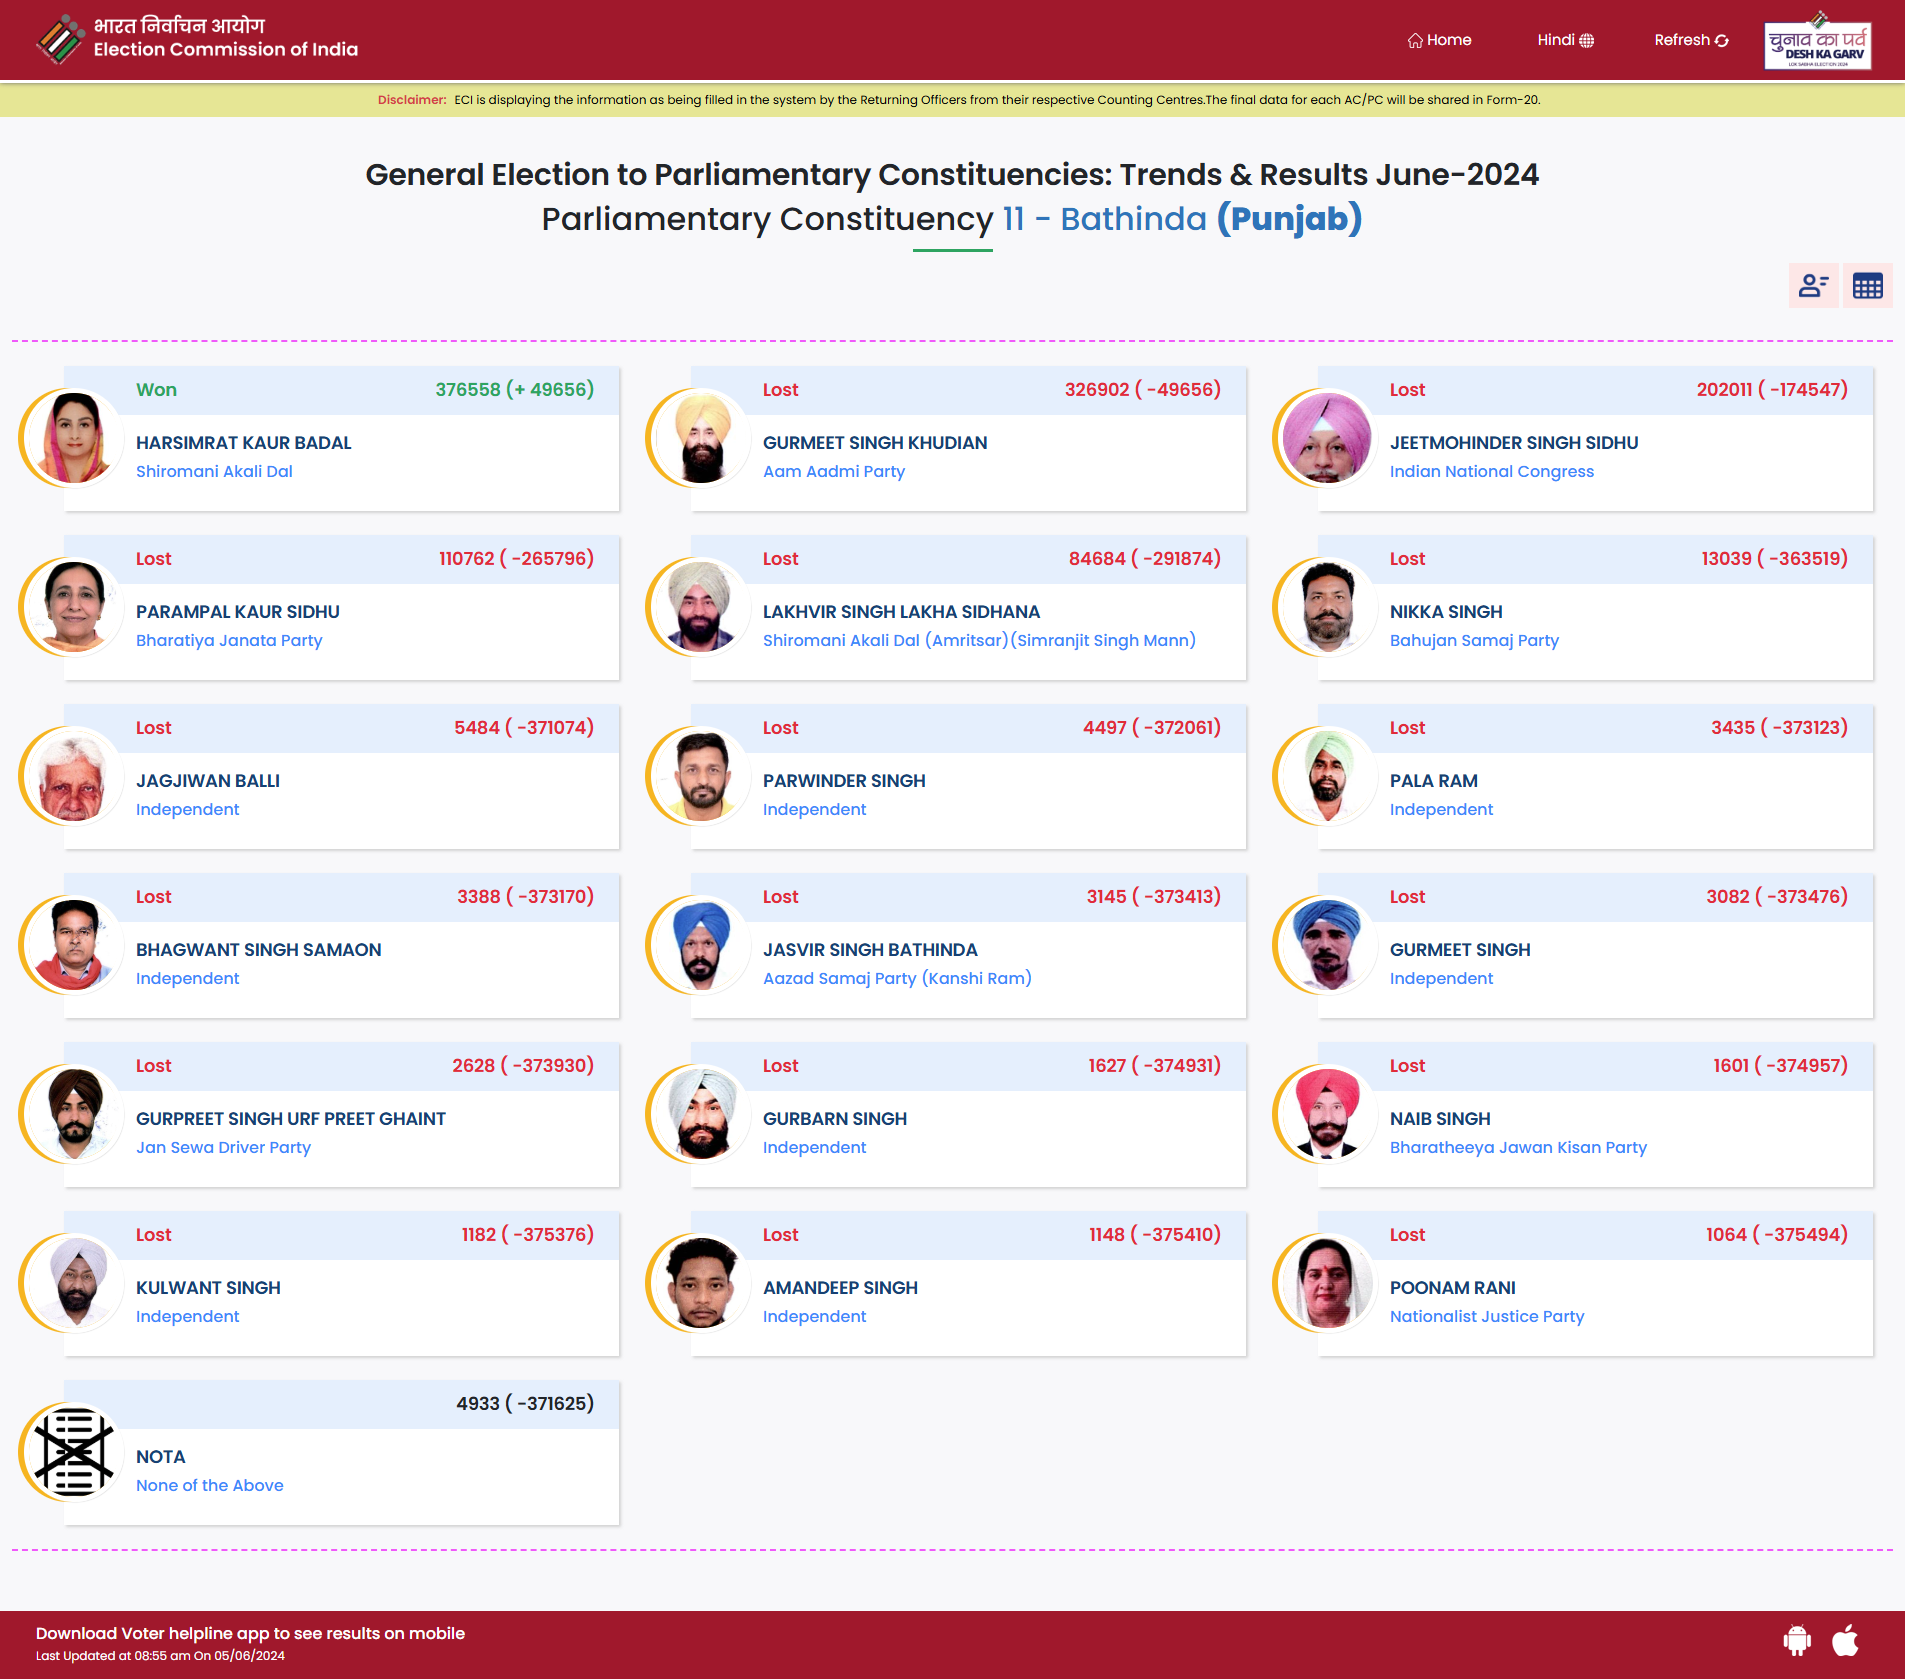 भारत निर्वाचन आयोग
Election Commission of India
Home
Hindi
Refresh
चुनाव का पर्व
DESH KA GARV
LOK SABHA ELECTION 2024
Disclaimer: ECI is displaying the information as being filled in the system by the Returning Officers from their respective Counting Centres.The final data for each AC/PC will be shared in Form-20.
General Election to Parliamentary Constituencies: Trends & Results June-2024
Parliamentary Constituency 11 - Bathinda (Punjab)
Won 376558 (+ 49656)
HARSIMRAT KAUR BADAL
Shiromani Akali Dal
Lost 326902 ( -49656)
GURMEET SINGH KHUDIAN
Aam Aadmi Party
Lost 202011 ( -174547)
JEETMOHINDER SINGH SIDHU
Indian National Congress
Lost 110762 ( -265796)
PARAMPAL KAUR SIDHU
Bharatiya Janata Party
Lost 84684 ( -291874)
LAKHVIR SINGH LAKHA SIDHANA
Shiromani Akali Dal (Amritsar)(Simranjit Singh Mann)
Lost 13039 ( -363519)
NIKKA SINGH
Bahujan Samaj Party
Lost 5484 ( -371074)
JAGJIWAN BALLI
Independent
Lost 4497 ( -372061)
PARWINDER SINGH
Independent
Lost 3435 ( -373123)
PALA RAM
Independent
Lost 3388 ( -373170)
BHAGWANT SINGH SAMAON
Independent
Lost 3145 ( -373413)
JASVIR SINGH BATHINDA
Aazad Samaj Party (Kanshi Ram)
Lost 3082 ( -373476)
GURMEET SINGH
Independent
Lost 2628 ( -373930)
GURPREET SINGH URF PREET GHAINT
Jan Sewa Driver Party
Lost 1627 ( -374931)
GURBARN SINGH
Independent
Lost 1601 ( -374957)
NAIB SINGH
Bharatheeya Jawan Kisan Party
Lost 1182 ( -375376)
KULWANT SINGH
Independent
Lost 1148 ( -375410)
AMANDEEP SINGH
Independent
Lost 1064 ( -375494)
POONAM RANI
Nationalist Justice Party
4933 ( -371625)
NOTA
None of the Above
Download Voter helpline app to see results on mobile
Last Updated at 08:55 am On 05/06/2024